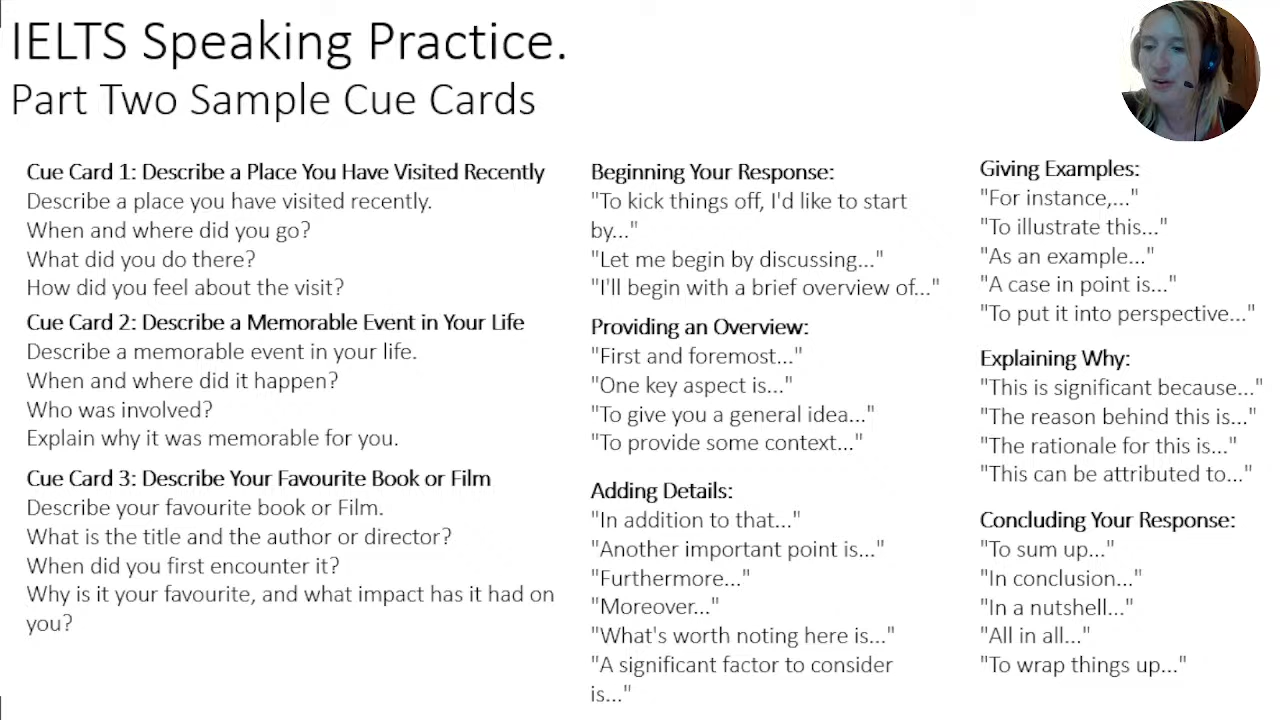 IELTS Speaking Practice.
Part Two Sample Cue Cards
Cue Card 1: Describe a Place You Have Visited Recently
Describe a place you have visited recently.
When and where did you go?
What did you do there?
How did you feel about the visit?
Cue Card 2: Describe a Memorable Event in Your Life
Describe a memorable event in your life.
When and where did it happen?
Who was involved?
Explain why it was memorable for you.
Cue Card 3: Describe Your Favourite Book or Film
Describe your favourite book or Film.
What is the title and the author or director?
When did you first encounter it?
Why is it your favourite, and what impact has it had on
you?
Beginning Your Response:
"To kick things off, I'd like to start
by..."
"Let me begin by discussing..."
"I'll begin with a brief overview of..."
Providing an Overview:
"First and foremost..."
"One key aspect is..."
"To give you a general idea..."
"To provide some context..."
Adding Details:
"In addition to that..."
"Another important point is..."
"Furthermore..."
"Moreover..."
"What's worth noting here is..."
"A significant factor to consider
is..."
Giving Examples:
"For instance,..."
"To illustrate this..."
"As an example..."
"A case in point is..."
"To put it into perspective..."
Explaining Why:
"This is significant because..."
"The reason behind this is..."
"The rationale for this is..."
"This can be attributed to..."
Concluding Your Response:
"To sum up..."
"In conclusion..."
"In a nutshell..."
"All in all..."
"To wrap things up..."